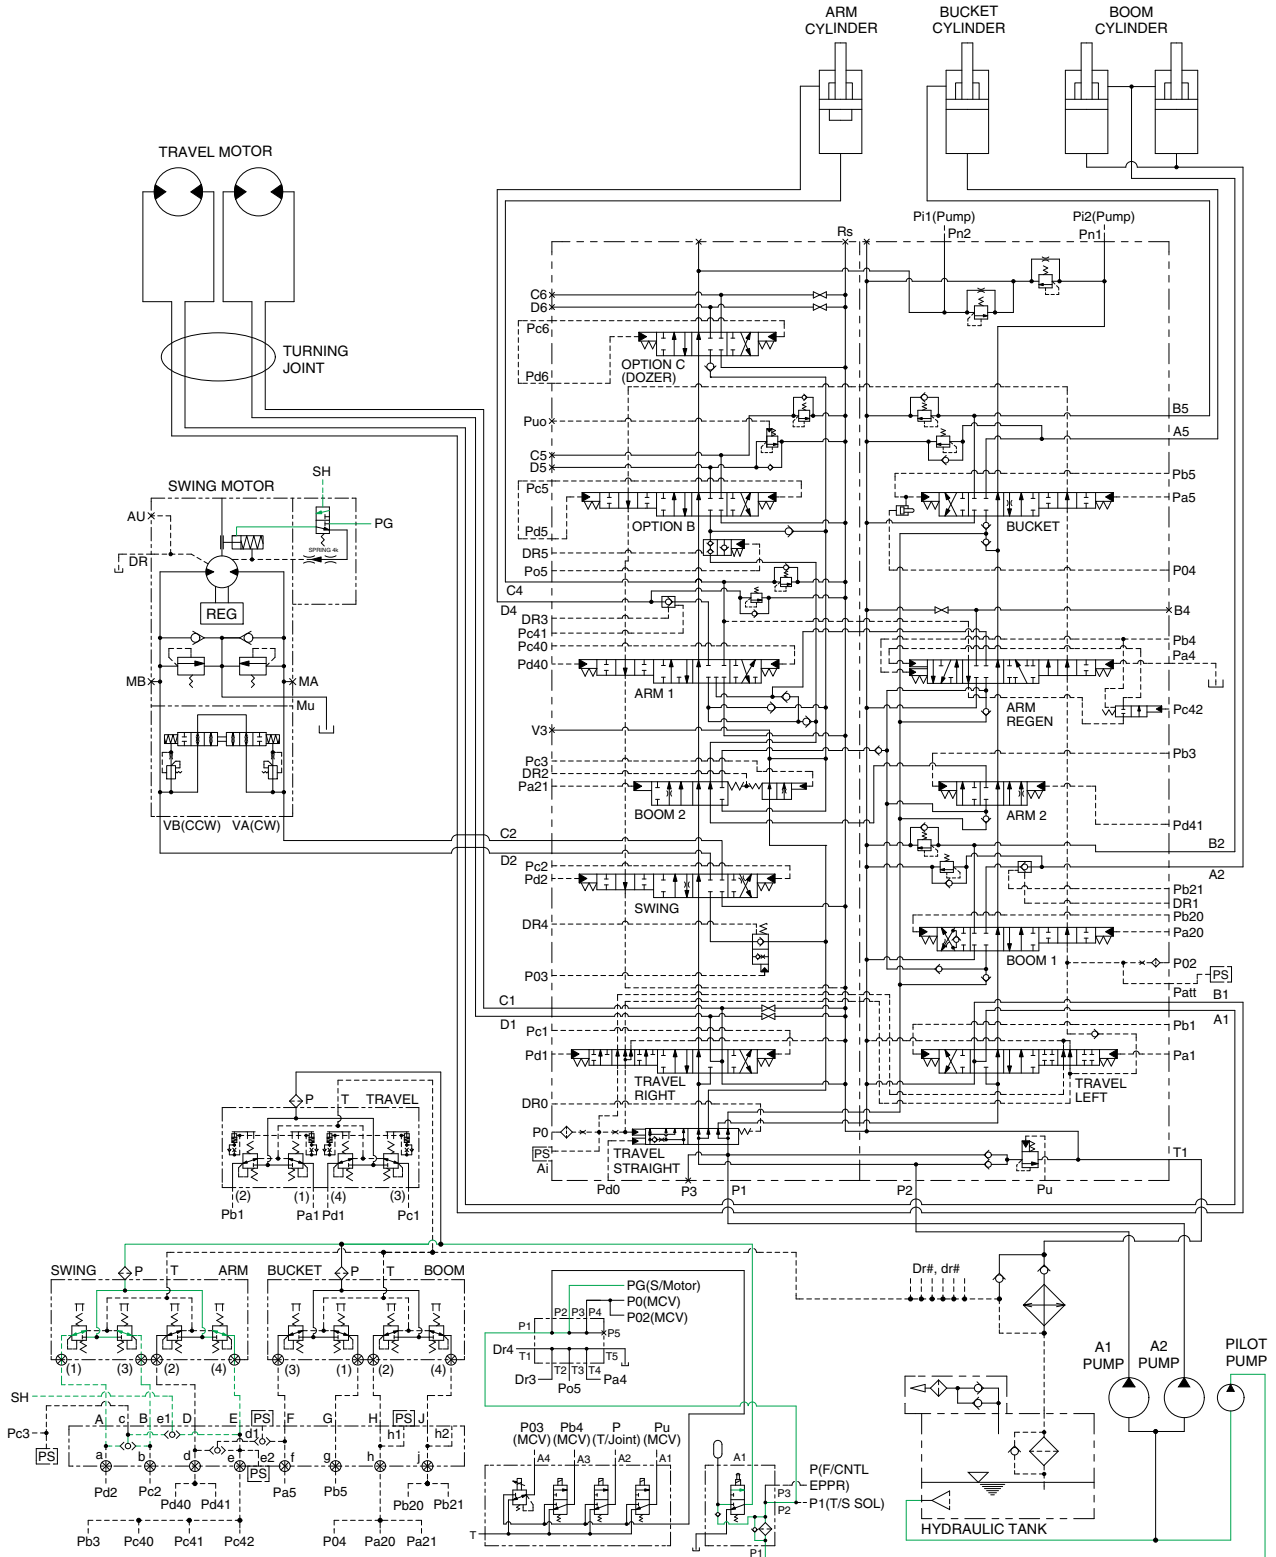 ARM
CYLINDER
BUCKET
CYLINDER
BOOM
CYLINDER
TRAVEL MOTOR
TURNING
JOINT
Rs
Pi1(Pump)
Pn2
Pi2(Pump)
Pn1
C6
D6
Pc6
OPTION C
(DOZER)
Pd6
Puo
C5
D5
Pc5
OPTION B
Pd5
DR5
Po5
C4
D4
DR3
Pc41
Pc40
Pd40
ARM 1
V3
Pc3
DR2
Pa21
BOOM 2
C2
D2
Pc2
Pd2
SWING
DR4
P03
C1
D1
Pc1
Pd1
TRAVEL
RIGHT
DR0
P0
PS
Ai
TRAVEL
STRAIGHT
Pd0
P3
P1
P2
Pu
B5
A5
Pb5
Pa5
BUCKET
P04
B4
Pb4
Pa4
ARM
REGEN
Pc42
Pb3
ARM 2
Pd41
B2
A2
Pb21
DR1
Pb20
Pa20
BOOM 1
P02
PS
Patt
B1
A1
Pb1
Pa1
TRAVEL
LEFT
T1
SWING MOTOR
SH
AU
PG
DR
SPRING 4k
REG
MB
MA
Mu
VB(CCW)
VA(CW)
P
T
TRAVEL
(2)
(1)
(4)
(3)
Pb1
Pa1
Pd1
Pc1
SWING
P
T
ARM
BUCKET
P
T
BOOM
(1)
(3)
(2)
(4)
(3)
(1)
(2)
(4)
SH
A
c
B
e1
D
E
d1
PS
F
G
H
PS
h1
J
h2
Pc3
PS
a
b
d
e
e2
PS
f
g
h
j
Pd2
Pc2
Pd40
Pd41
Pa5
Pb5
Pb20
Pb21
Pb3
Pc40
Pc41
Pc42
P04
Pa20
Pa21
PG(S/Motor)
P0(MCV)
P02(MCV)
P1
P2
P3
P4
P5
Dr4
T1
T2
T3
T4
T5
Dr3
Po5
Pa4
P03
(MCV)
Pb4
(MCV)
P
(T/Joint)
Pu
(MCV)
A4
A3
A2
A1
T
A1
P(F/CNTL
EPPR)
P3
P2
P1(T/S SOL)
P1
Dr#, dr#
A1
PUMP
A2
PUMP
PILOT
PUMP
HYDRAULIC TANK